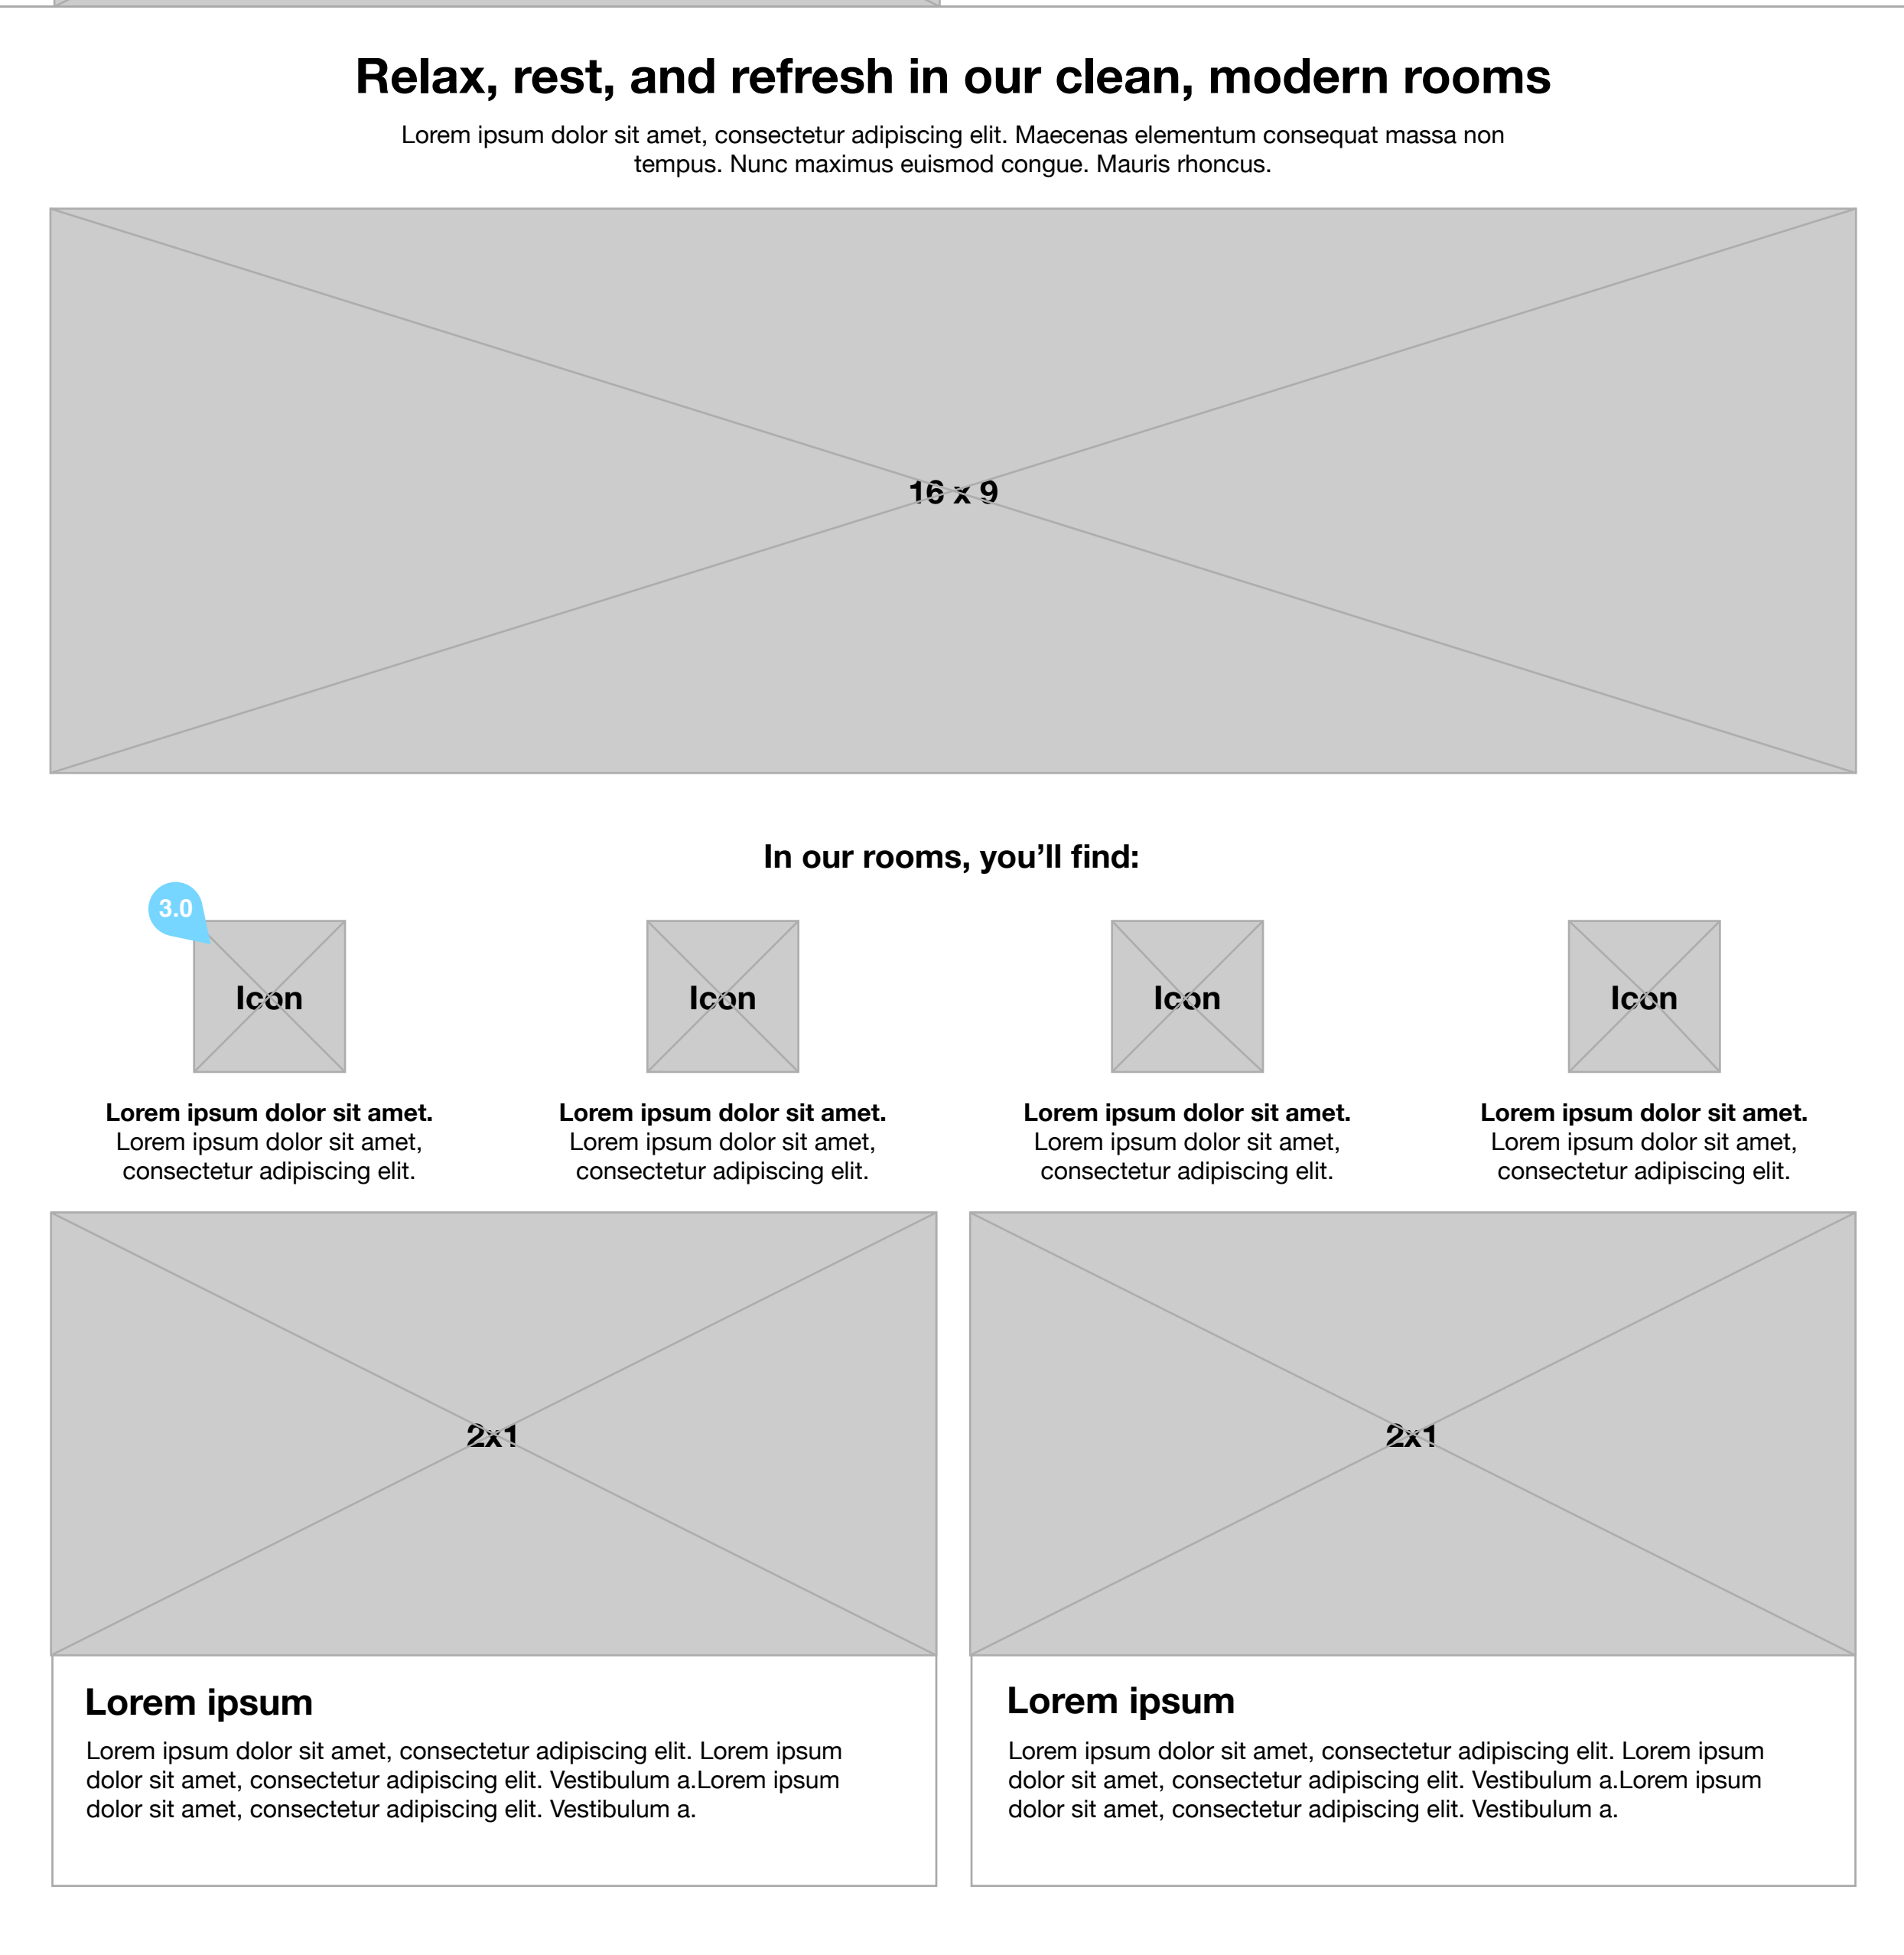 Relax, rest, and refresh in our clean, modern rooms
Lorem ipsum dolor sit amet, consectetur adipiscing elit. Maecenas elementum consequat massa non
tempus. Nunc maximus euismod congue. Mauris rhoncus.
16 x 9
In our rooms, you’ll find:
3.0
Icon
Icon
Icon
Icon
Lorem ipsum dolor sit amet.
Lorem ipsum dolor sit amet,
consectetur adipiscing elit.
Lorem ipsum dolor sit amet.
Lorem ipsum dolor sit amet,
consectetur adipiscing elit.
Lorem ipsum dolor sit amet.
Lorem ipsum dolor sit amet,
consectetur adipiscing elit.
Lorem ipsum dolor sit amet.
Lorem ipsum dolor sit amet,
consectetur adipiscing elit.
2x1
2x1
Lorem ipsum
Lorem ipsum dolor sit amet, consectetur adipiscing elit. Lorem ipsum
dolor sit amet, consectetur adipiscing elit. Vestibulum a.Lorem ipsum
dolor sit amet, consectetur adipiscing elit. Vestibulum a.
Lorem ipsum
Lorem ipsum dolor sit amet, consectetur adipiscing elit. Lorem ipsum
dolor sit amet, consectetur adipiscing elit. Vestibulum a.Lorem ipsum
dolor sit amet, consectetur adipiscing elit. Vestibulum a.